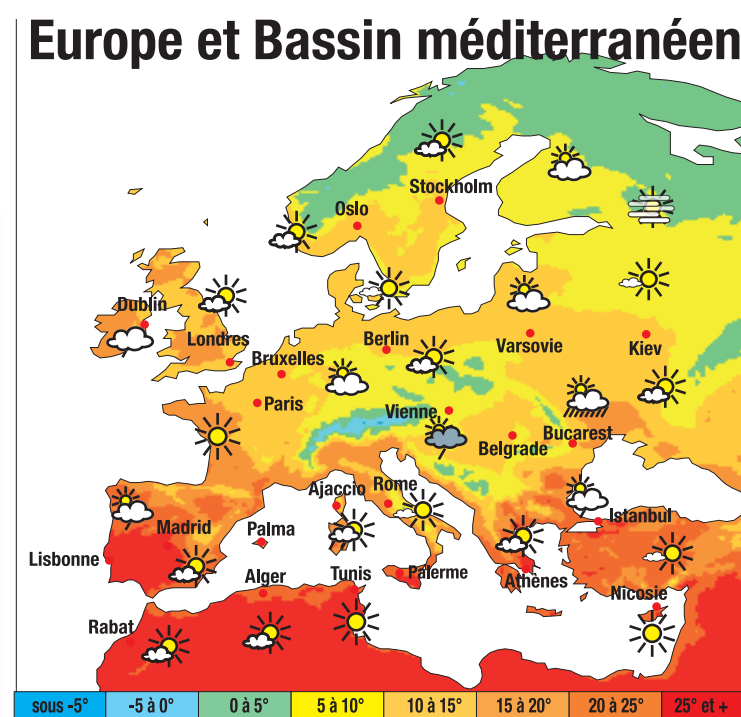 Europe et Bassin méditerranéen
Stockholm
Oslo
Dublin
Londres
Berlin
Varsovie
Kiev
Bruxelles
Paris
Vienne
Bucarest
Belgrade
Ajaccio
Rome
Istanbul
Madrid
Palma
Lisbonne
Alger
Tunis
Palerme
Athènes
Nicosie
Rabat
sous -5° -5 à 0° 0 à 5° 5 à 10° 10 à 15° 15 à 20° 20 à 25° 25° et +